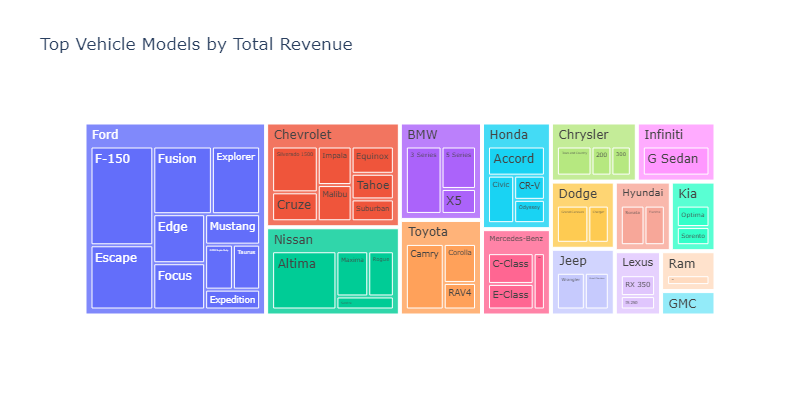 Top Vehicle Models by Total Revenue
Ford
F-150
Fusion
Explorer
Escape
Edge
Mustang
Focus
Taurus
Expedition
Chevrolet
Silverado 1500
Impala
Equinox
Cruze
Malibu
Tahoe
Suburban
Nissan
Altima
Maxima
Rogue
BMW
3 Series
X5
Toyota
Camry
Corolla
RAV4
Honda
Accord
Civic
CR-V
Odyssey
Mercedes-Benz
C-Class
E-Class
Chrysler
200
300
Infiniti
G Sedan
Dodge
Charger
Hyundai
Sonata
Kia
Optima
Sorento
Jeep
Wrangler
Lexus
RX 350
Ram
GMC